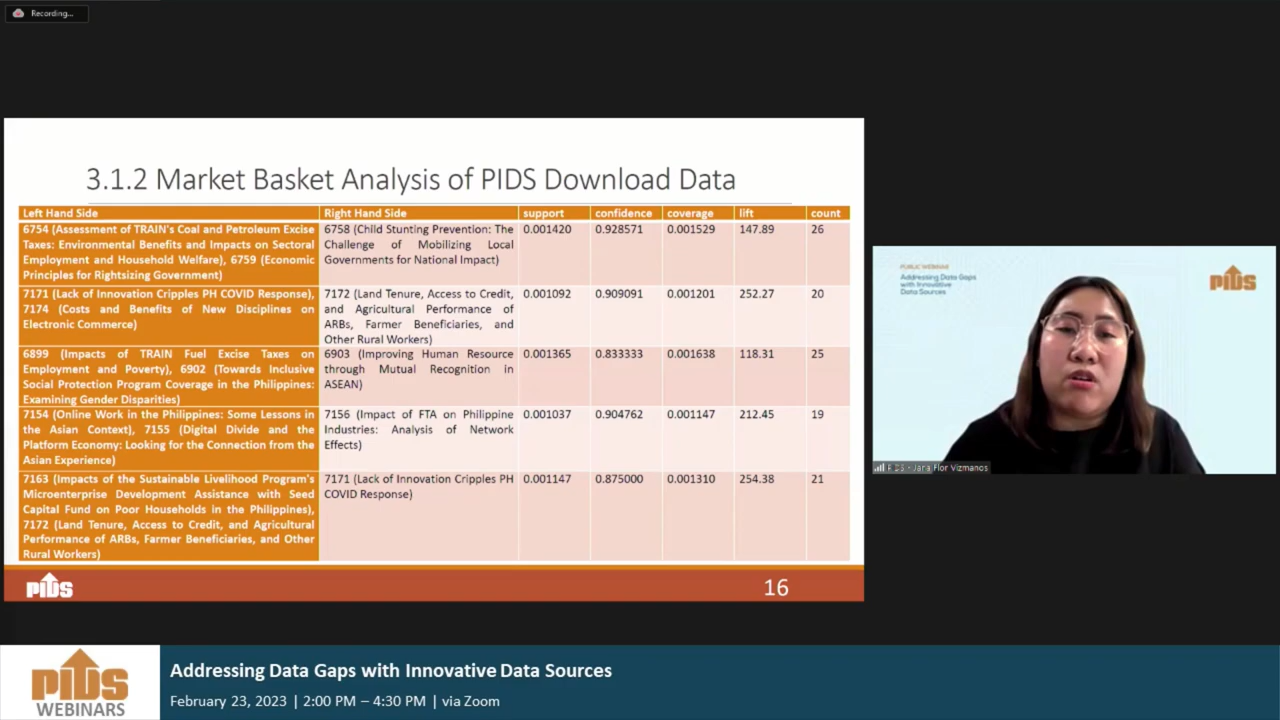 Recording...
3.1.2 Market Basket Analysis of PIDS Download Data
Left Hand Side Right Hand Side support confidence coverage lift count
6754 (Assessment of TRAIN's Coal and Petroleum Excise
Taxes: Environmental Benefits and Impacts on Sectoral
Employment and Household Welfare), 6759 (Economic
Principles for Rightsizing Government)
6758 (Child Stunting Prevention: The
Challenge of Mobilizing Local
Governments for National Impact)
0.001420 0.928571 0.001529 147.89 26
7171 (Lack of Innovation Cripples PH COVID Response),
7174 (Costs and Benefits of New Disciplines on
Electronic Commerce)
7172 (Land Tenure, Access to Credit,
and Agricultural Performance of
ARBs, Farmer Beneficiaries, and
Other Rural Workers)
0.001092 0.909091 0.001201 252.27 20
6899 (Impacts of TRAIN Fuel Excise Taxes on
Employment and Poverty), 6902 (Towards Inclusive
Social Protection Program Coverage in the Philippines:
Examining Gender Disparities)
6903 (Improving Human Resource
through Mutual Recognition in
ASEAN)
0.001365 0.833333 0.001638 118.31 25
7154 (Online Work in the Philippines: Some Lessons in
the Asian Context), 7155 (Digital Divide and the
Platform Economy: Looking for the Connection from the
Asian Experience)
7156 (Impact of FTA on Philippine
Industries: Analysis of Network
Effects)
0.001037 0.904762 0.001147 212.45 19
7163 (Impacts of the Sustainable Livelihood Program's
Microenterprise Development Assistance with Seed
Capital Fund on Poor Households in the Philippines),
7172 (Land Tenure, Access to Credit, and Agricultural
Performance of ARBs, Farmer Beneficiaries, and Other
Rural Workers)
7171 (Lack of Innovation Cripples PH
COVID Response)
0.001147 0.875000 0.001310 254.38 21
PIDS
16
PUBLIC WEBINAR
Addressing Data Gaps
with Innovative
Data Sources
PIDS
PIDS - Jana Flor Vizmanos
PIDS
WEBINARS
Addressing Data Gaps with Innovative Data Sources
February 23, 2023 | 2:00 PM – 4:30 PM | via Zoom